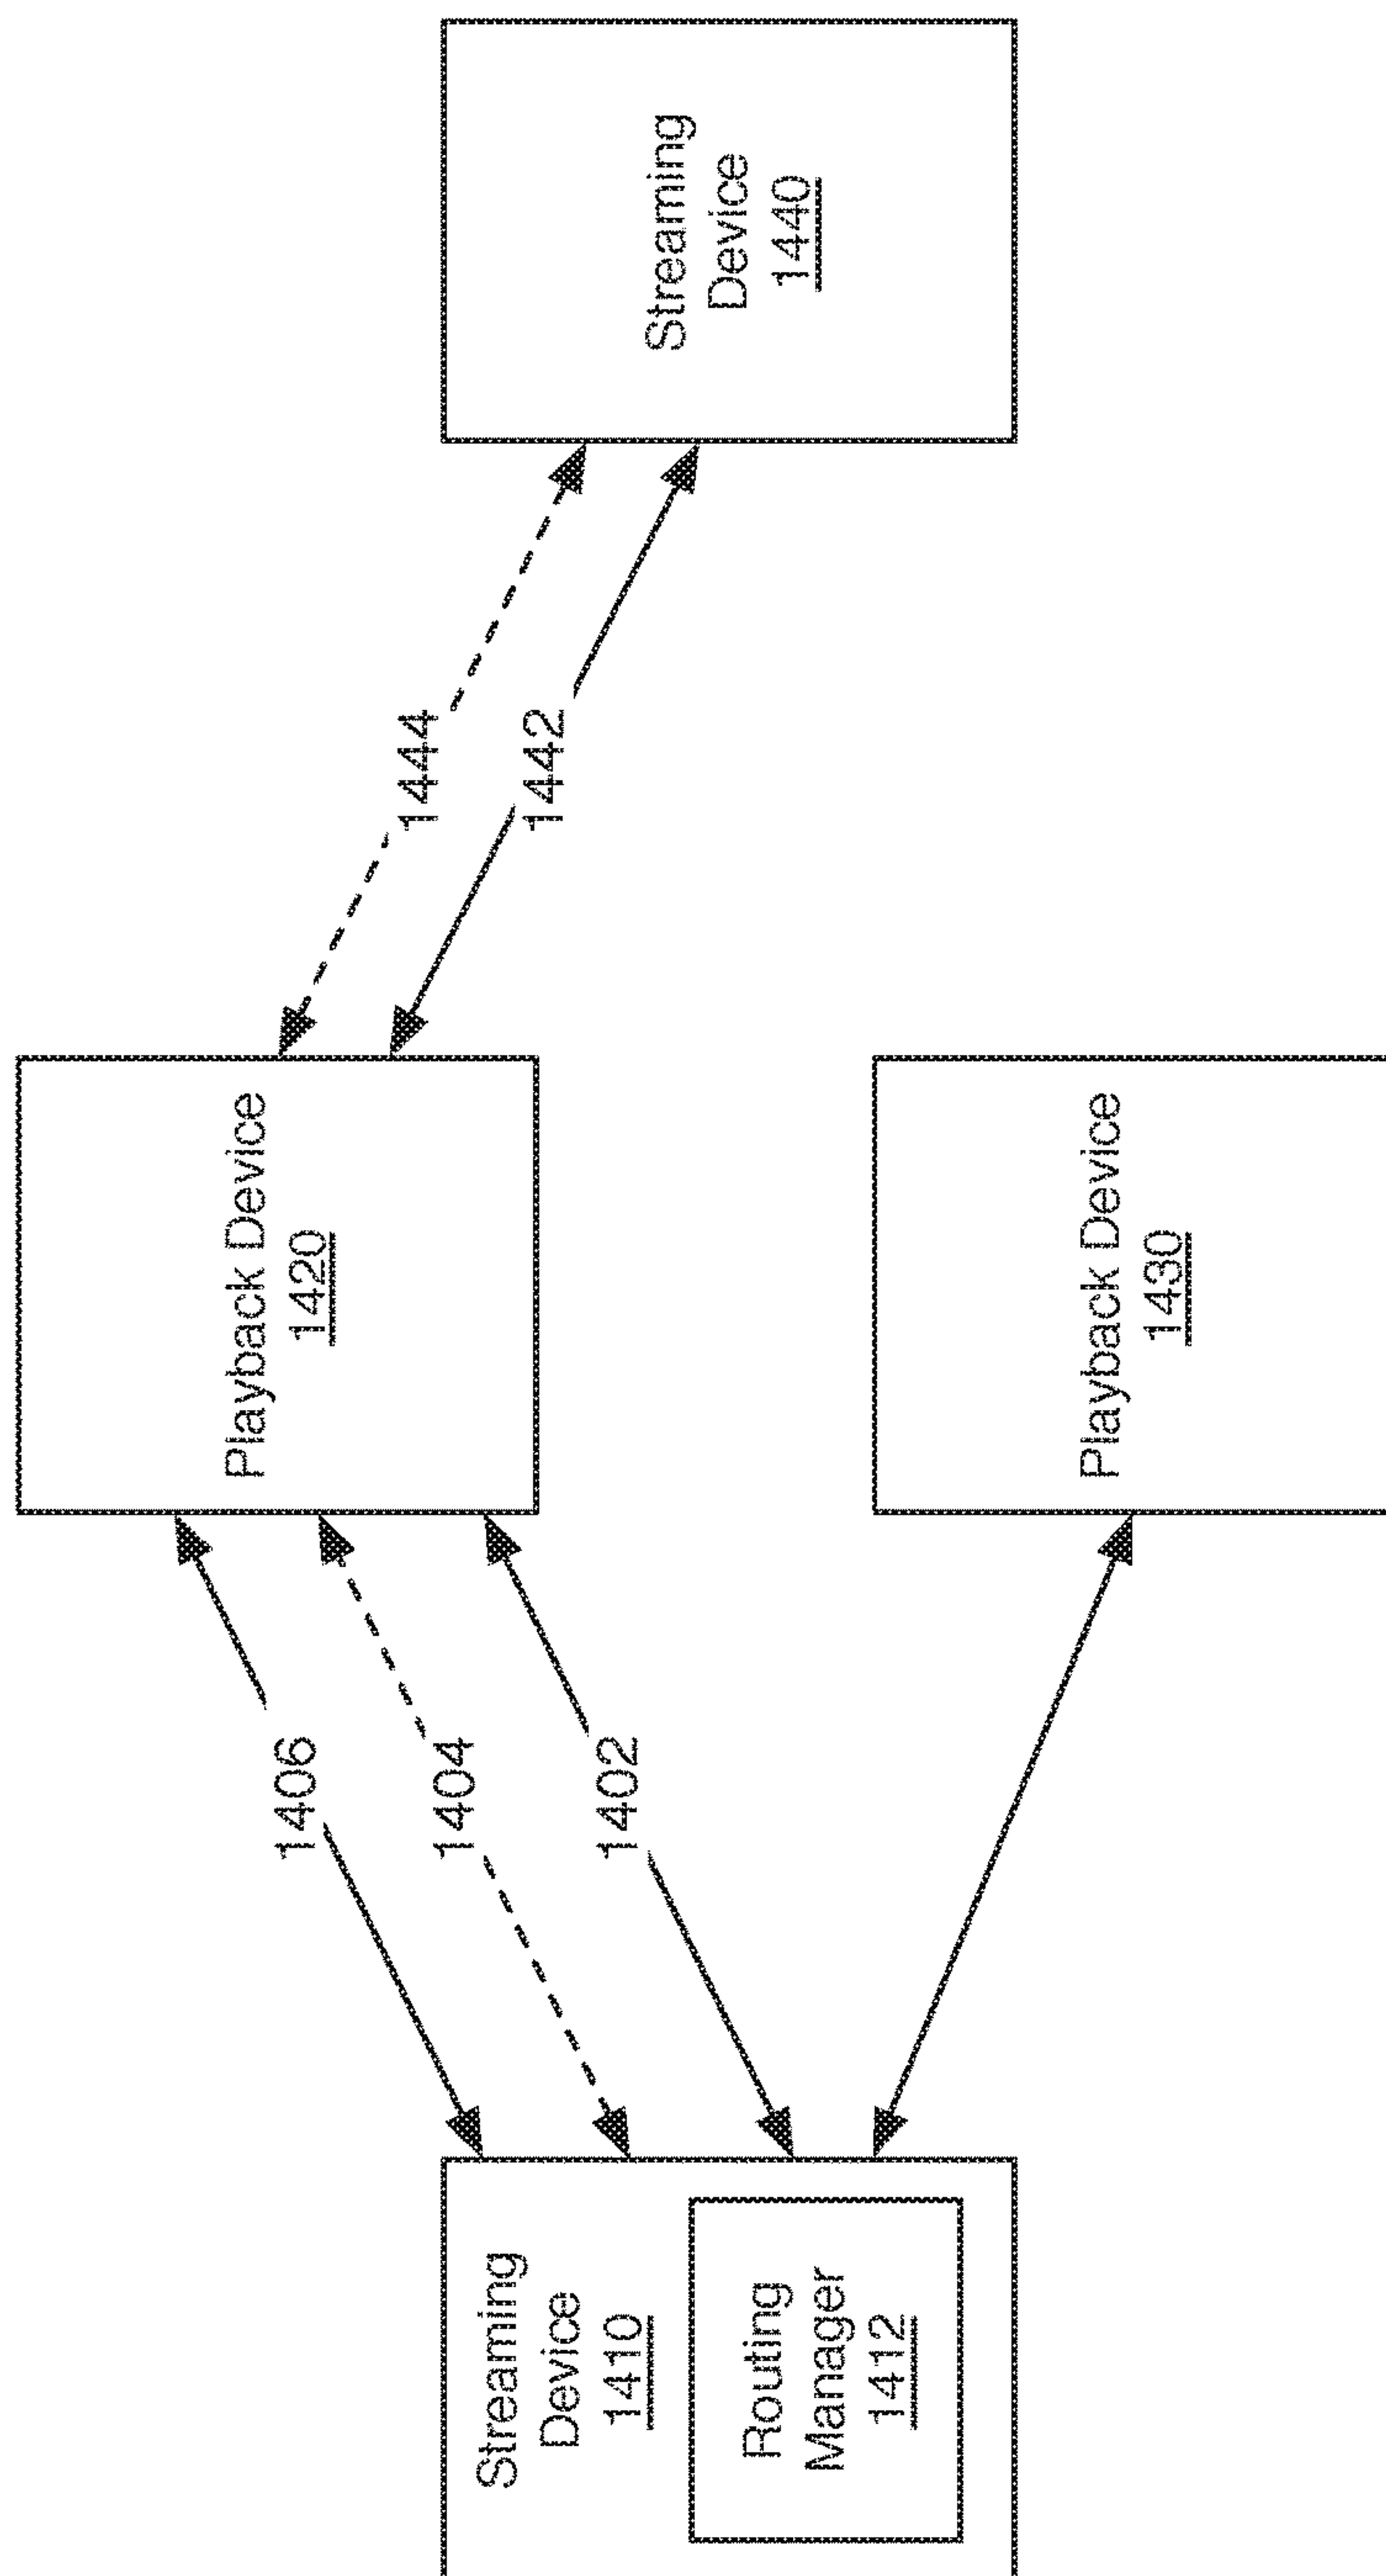 Streaming
Device
1410
Routing
Manager
1412
1406
1404
1402
Playback Device
1420
Playback Device
1430
1444
1442
Streaming
Device
1440